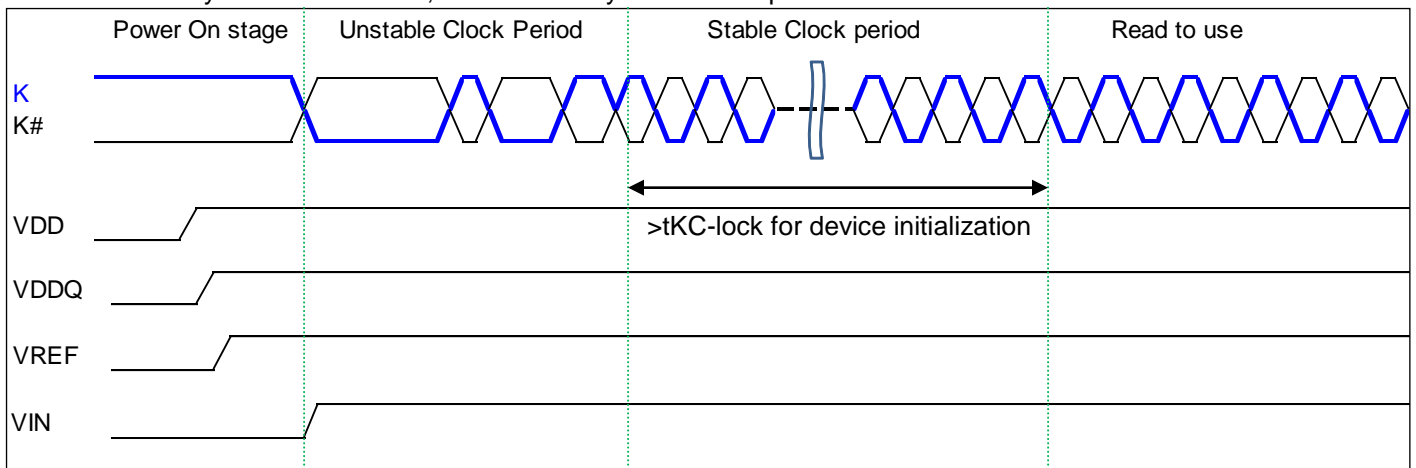 Power On stage Unstable Clock Period Stable Clock period Read to use
K
K#
VDD
>tKC-lock for device initialization
VDDQ
VREF
VIN